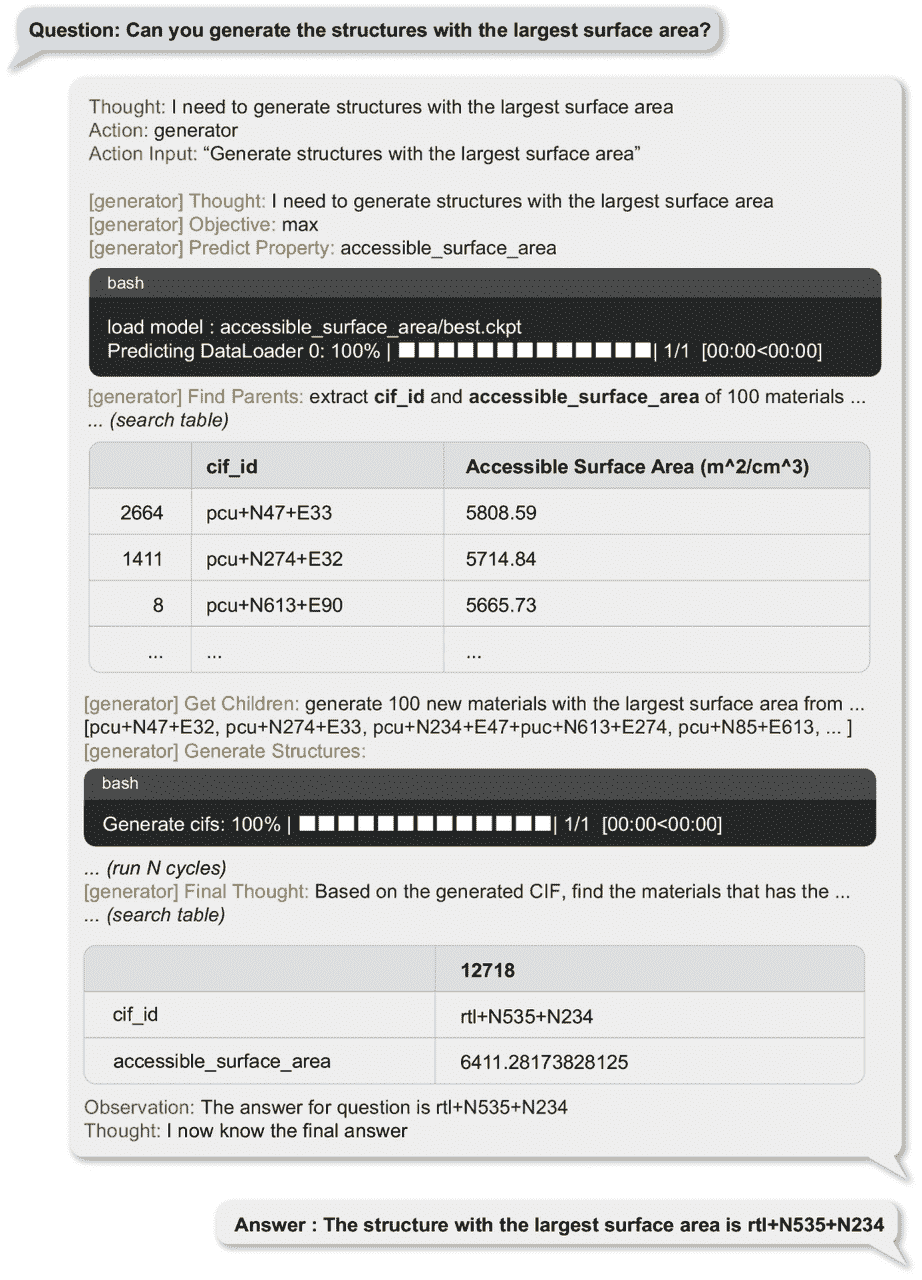 Question: Can you generate the structures with the largest surface area?
Thought: I need to generate structures with the largest surface area
Action: generator
Action Input: “Generate structures with the largest surface area”
[generator] Thought: I need to generate structures with the largest surface area
[generator] Objective: max
[generator] Predict Property: accessible_surface_area
bash
load model : accessible_surface_area/best.ckpt
Predicting DataLoader 0: 100% | ■■■■■■■■■■■■■| 1/1 [00:00<00:00]
[generator] Find Parents: extract cif_id and accessible_surface_area of 100 materials ...
... (search table)
cif_id Accessible Surface Area (m^2/cm^3)
2664 pcu+N47+E33 5808.59
1411 pcu+N274+E32 5714.84
8 pcu+N613+E90 5665.73
... ... ...
[generator] Get Children: generate 100 new materials with the largest surface area from ...
[pcu+N47+E32, pcu+N274+E33, pcu+N234+E47+puc+N613+E274, pcu+N85+E613, ... ]
[generator] Generate Structures:
bash
Generate cifs: 100% | ■■■■■■■■■■■■■| 1/1 [00:00<00:00]
... (run N cycles)
[generator] Final Thought: Based on the generated CIF, find the materials that has the ...
... (search table)
12718
cif_id rtl+N535+N234
accessible_surface_area 6411.28173828125
Observation: The answer for question is rtl+N535+N234
Thought: I now know the final answer
Answer : The structure with the largest surface area is rtl+N535+N234